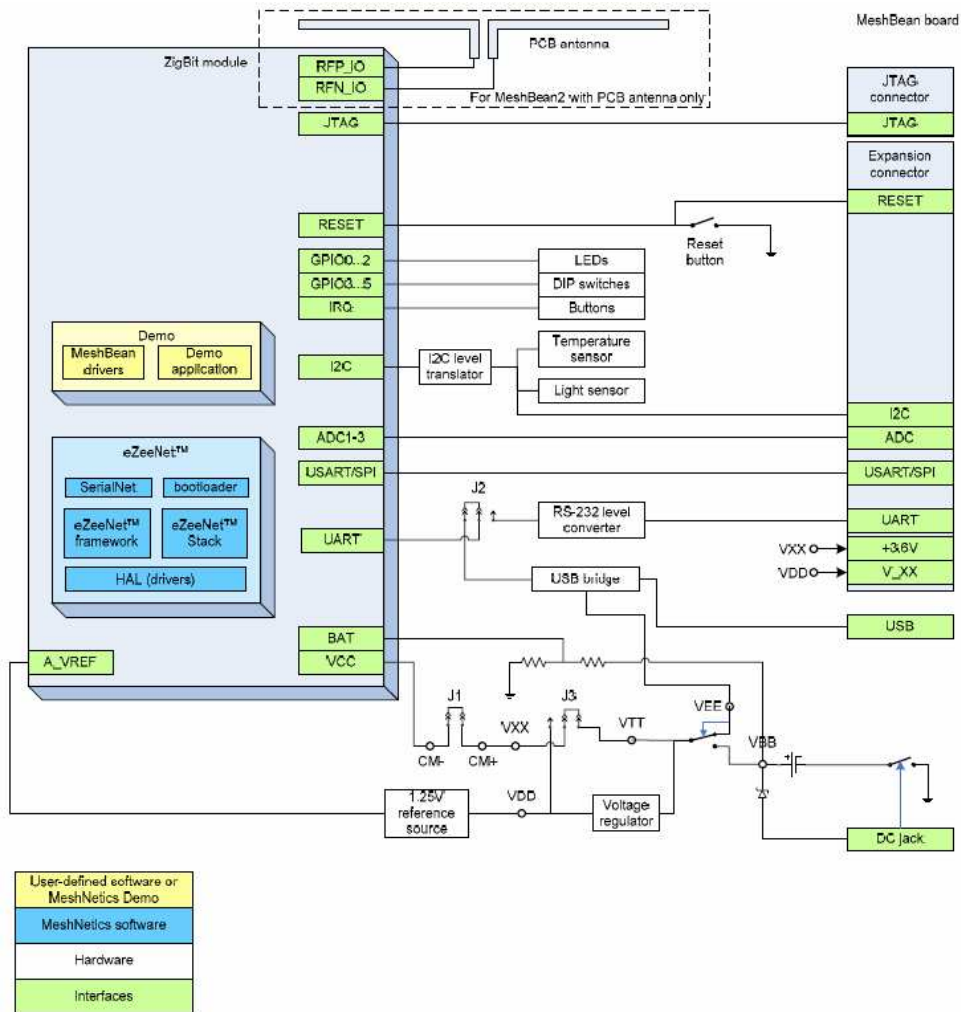 MeshBean board
ZigBit module
PCB antenna
RFP_IO
RFN_IO
For MeshBean2 with PCB antenna only
JTAG
JTAG
connector
JTAG
Expansion
connector
RESET
RESET
Reset
button
GPIO0...2
LEDs
GPIO3...5
DIP switches
IRQ
Buttons
Demo
MeshBean
drivers
Demo
application
I2C
I2C level
translator
Temperature
sensor
Light sensor
I2C
ADC1-3
ADC
USART/SPI
USART/SPI
eZeeNet™
SerialNet
bootloader
eZeeNet™
framework
eZeeNet™
Stack
HAL (drivers)
UART
J2
RS-232 level
converter
UART
VXX
+3,6V
VDD
V_XX
USB bridge
USB
BAT
VCC
A_VREF
J1
J3
VXX
VTT
VEE
VBB
+
CM-
CM+
1.25V
reference
source
VDD
Voltage
regulator
DC jack
User-defined software or
MeshNetics Demo
MeshNetics software
Hardware
Interfaces